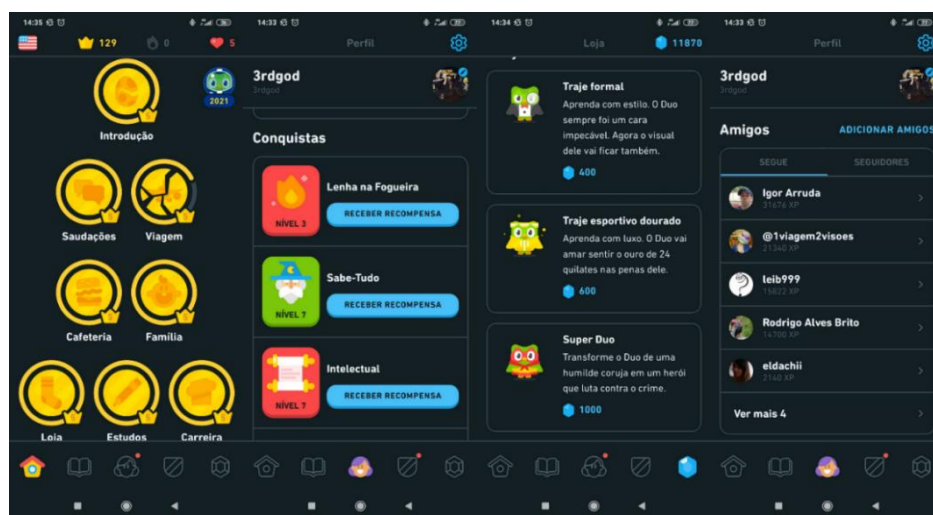 14:35
129
0
5
2021
Introdução
Saudações
Viagem
Cafeteria
Família
Loja
Estudos
Carreira
14:33
Perfil
3rdgod
3rdgod
Conquistas
Lenha na Fogueira
RECEBER RECOMPENSA
NÍVEL 3
Sabe-Tudo
RECEBER RECOMPENSA
NÍVEL 7
Intelectual
RECEBER RECOMPENSA
NÍVEL 7
14:34
Loja
11870
Traje formal
Aprenda com estilo. O Duo
sempre foi um cara
impecável. Agora o visual
dele vai ficar também.
400
Traje esportivo dourado
Aprenda com luxo. O Duo vai
amar sentir o ouro de 24
quilates nas penas dele.
600
Super Duo
Transforme o Duo de uma
humilde coruja em um herói
que luta contra o crime.
1000
14:33
Perfil
3rdgod
3rdgod
Amigos
ADICIONAR AMIGOS
SEGUE
SEGUIDORES
Igor Arruda
31476 XP
@1viagem2visoes
21340 XP
leib999
15822 XP
Rodrigo Alves Brito
14700 XP
eldachii
2140 XP
Ver mais 4